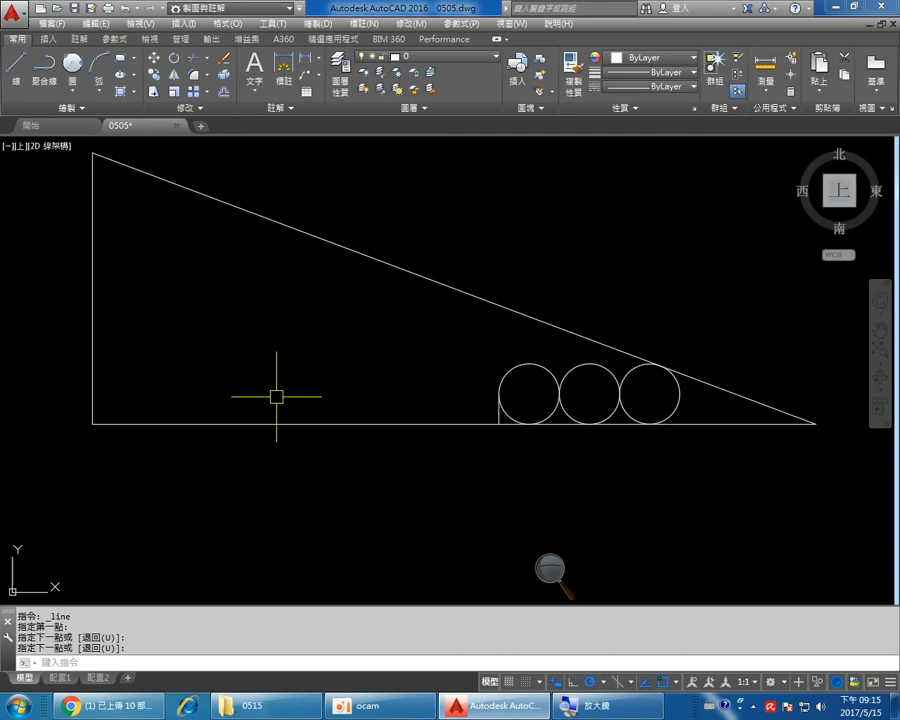 製圖與註解
Autodesk AutoCAD 2016 0505.dwg
鍵入關鍵字或片語
登入
檔案(F) 編輯(E) 檢視(V) 插入(I) 格式(O) 工具(T) 繪製(D) 標註(N) 修改(M) 參數式(P) 視窗(W) 說明(H)
常用 插入 註解 參數式 檢視 管理 輸出 增益集 A360 精選應用程式 BIM 360 Performance
線 聚合線 圓 弧
文字 標註
圖層性質
0
插入
複製性質
ByLayer
ByLayer
ByLayer
群組
測量
貼上
基準
繪製 修改 註解 圖層 圖塊 性質 群組 公用程式 剪貼簿 視圖
開始 0505*
[−][上][2D 線架構]
北
西 上 東
南
WCS
Y
X
指令: _line
指定第一點:
指定下一點或 [退回(U)]:
指定下一點或 [退回(U)]:
鍵入指令
模型 配置1 配置2 +
模型 1:1
(1) 已上傳 10 部... 0515 ocam Autodesk AutoC... 放大鏡
下午 09:15
2017/5/15